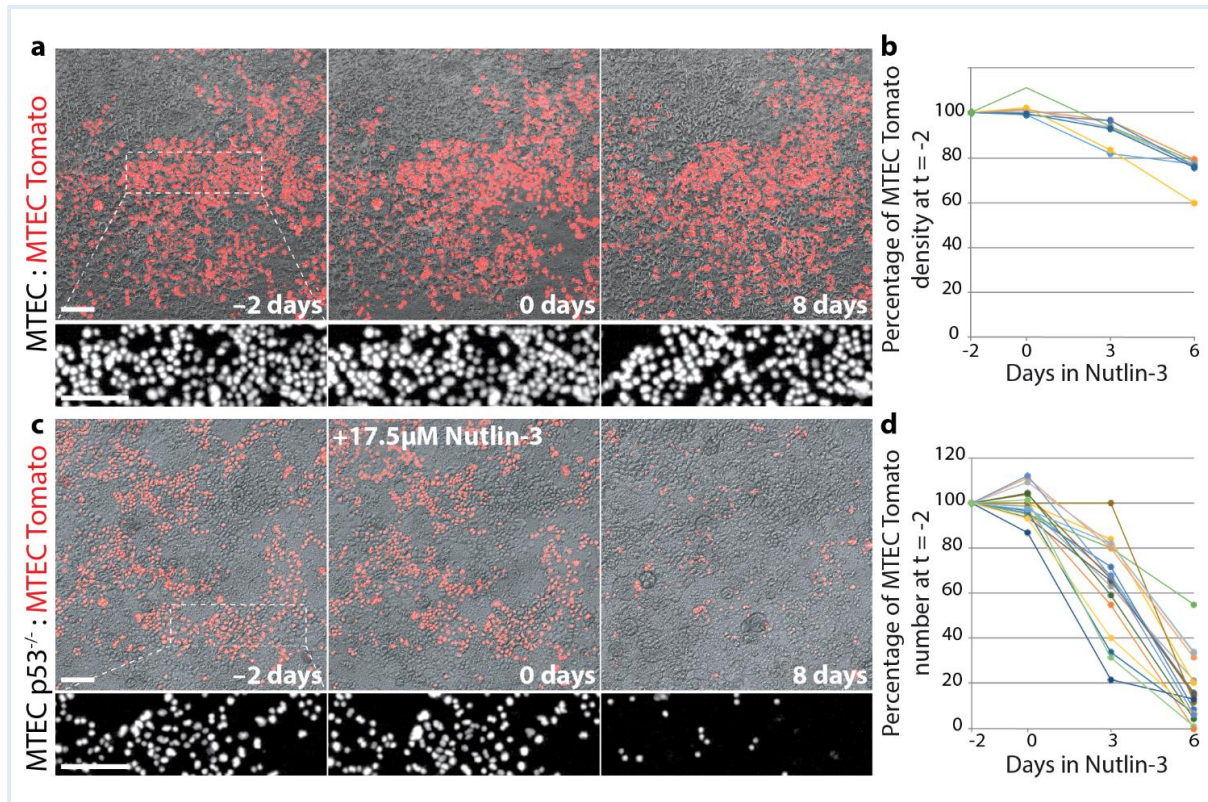 a
MTEC : MTEC Tomato
−2 days
0 days
8 days
b
Percentage of MTEC Tomato
density at t = -2
100
80
60
40
20
0
-2
0
3
6
Days in Nutlin-3
c
MTEC p53-/- : MTEC Tomato
+17.5μM Nutlin-3
−2 days
0 days
8 days
d
Percentage of MTEC Tomato
number at t = -2
120
100
80
60
40
20
0
-2
0
3
6
Days in Nutlin-3